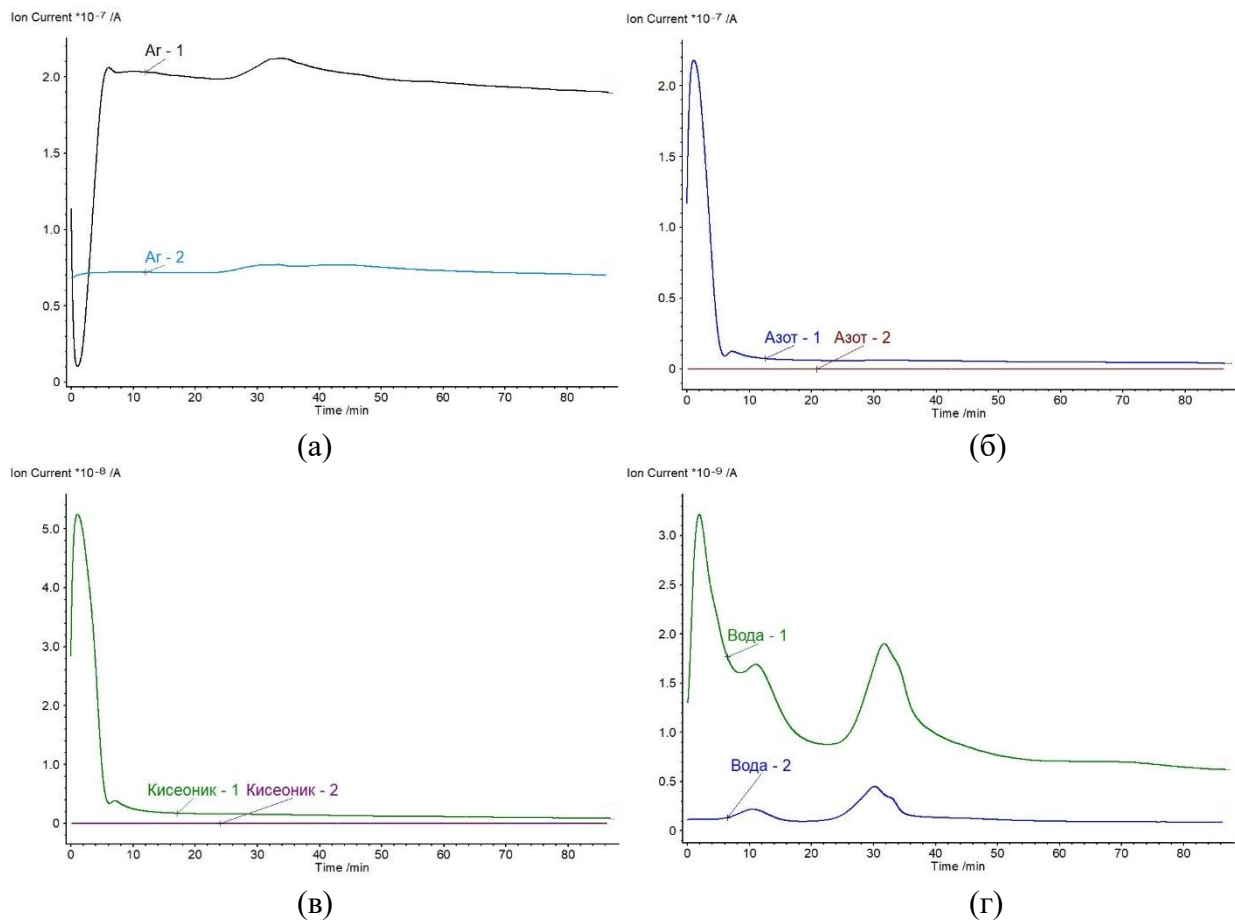 Ion Current *10-7 /A
Ar - 1
2.0
1.5
1.0
Ar - 2
0.5
0
0 10 20 30 40 50 60 70 80
Time /min
(а)
Ion Current *10-7 /A
2.0
1.5
1.0
0.5
Азот - 1 Азот - 2
0
0 10 20 30 40 50 60 70 80
Time /min
(б)
Ion Current *10-8 /A
5.0
4.0
3.0
2.0
1.0
Кисеоник - 1 Кисеоник - 2
0
0 10 20 30 40 50 60 70 80
Time /min
(в)
Ion Current *10-9 /A
3.0
2.5
2.0
Вода - 1
1.5
1.0
Вода - 2
0.5
0
0 10 20 30 40 50 60 70 80
Time /min
(г)